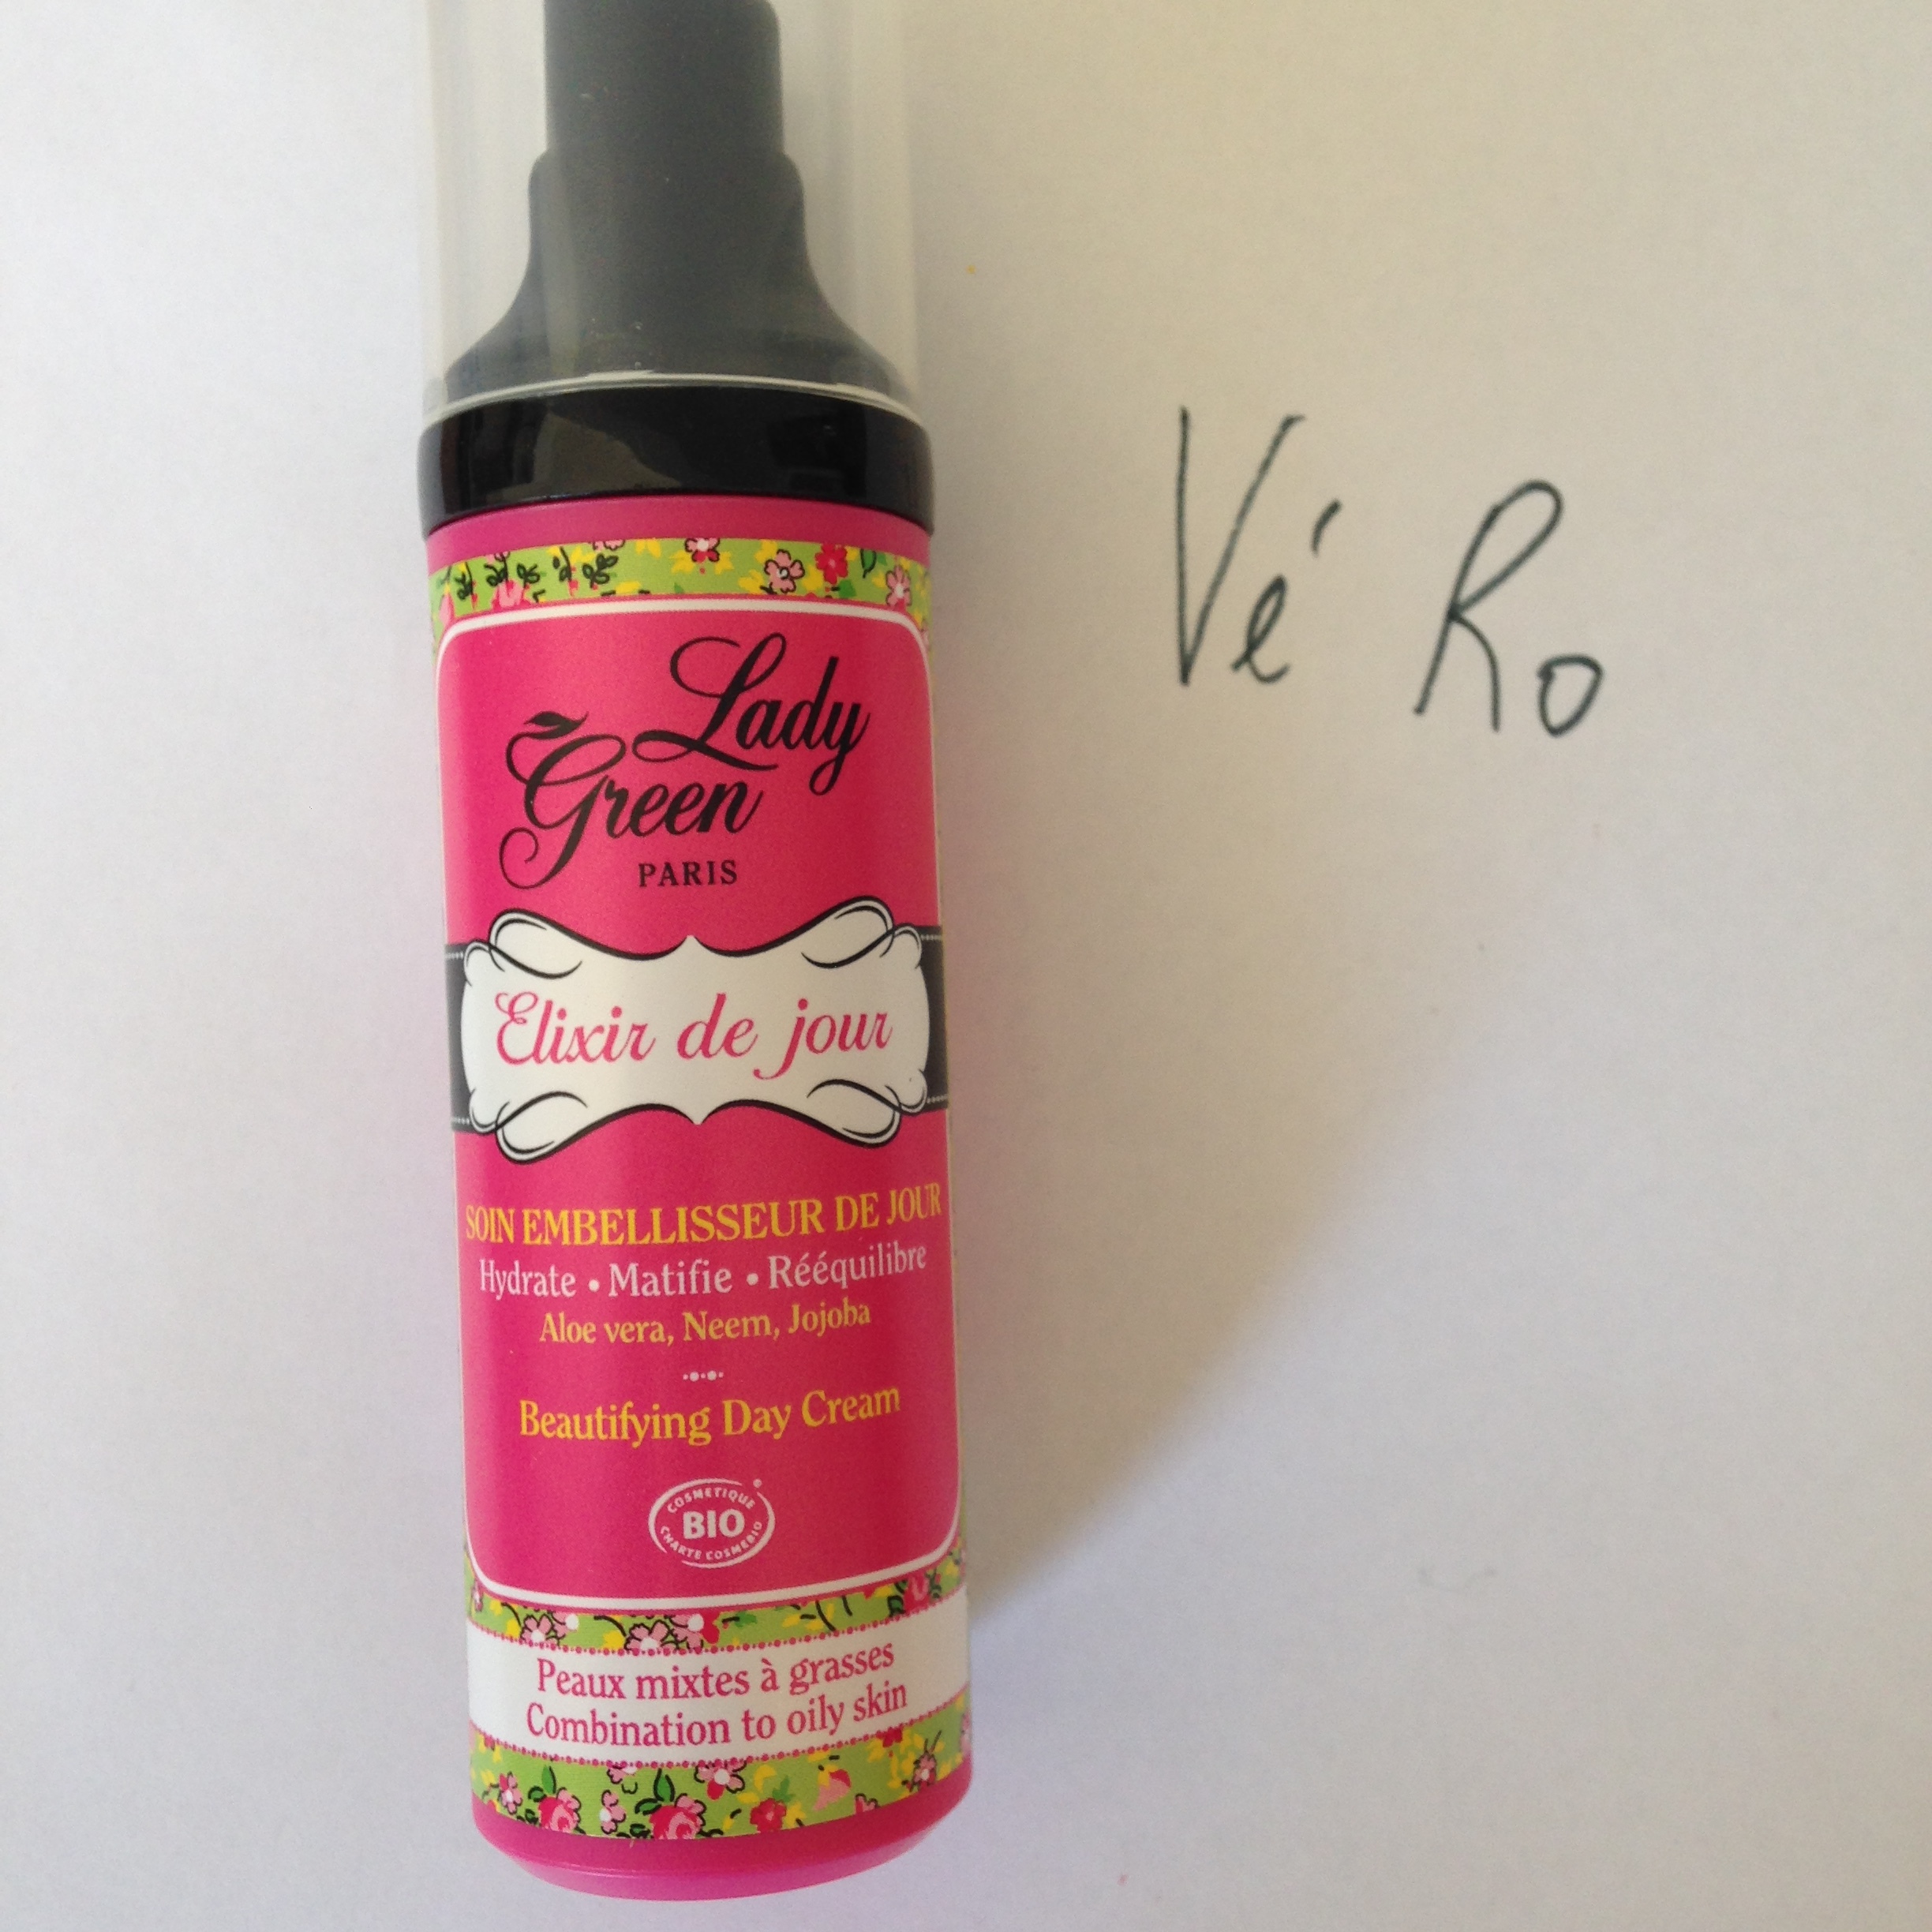 Vé Ro
Lady
Green
PARIS
Elixir de jour
SOIN EMBELLISSEUR DE JOUR
Hydrate • Matifie • Rééquilibre
Aloe vera, Neem, Jojoba
Beautifying Day Cream
COSMETIQUE
BIO
CHARTE COSMEBIO
Peaux mixtes à grasses
Combination to oily skin